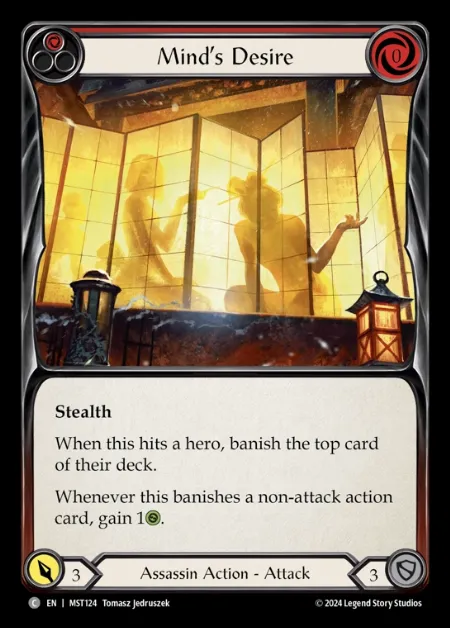 Mind's Desire
0
Stealth
When this hits a hero, banish the top card
of their deck.
Whenever this banishes a non-attack action
card, gain 1.
3
Assassin Action - Attack
3
C EN | MST124 Tomasz Jedruszek
© 2024 Legend Story Studios